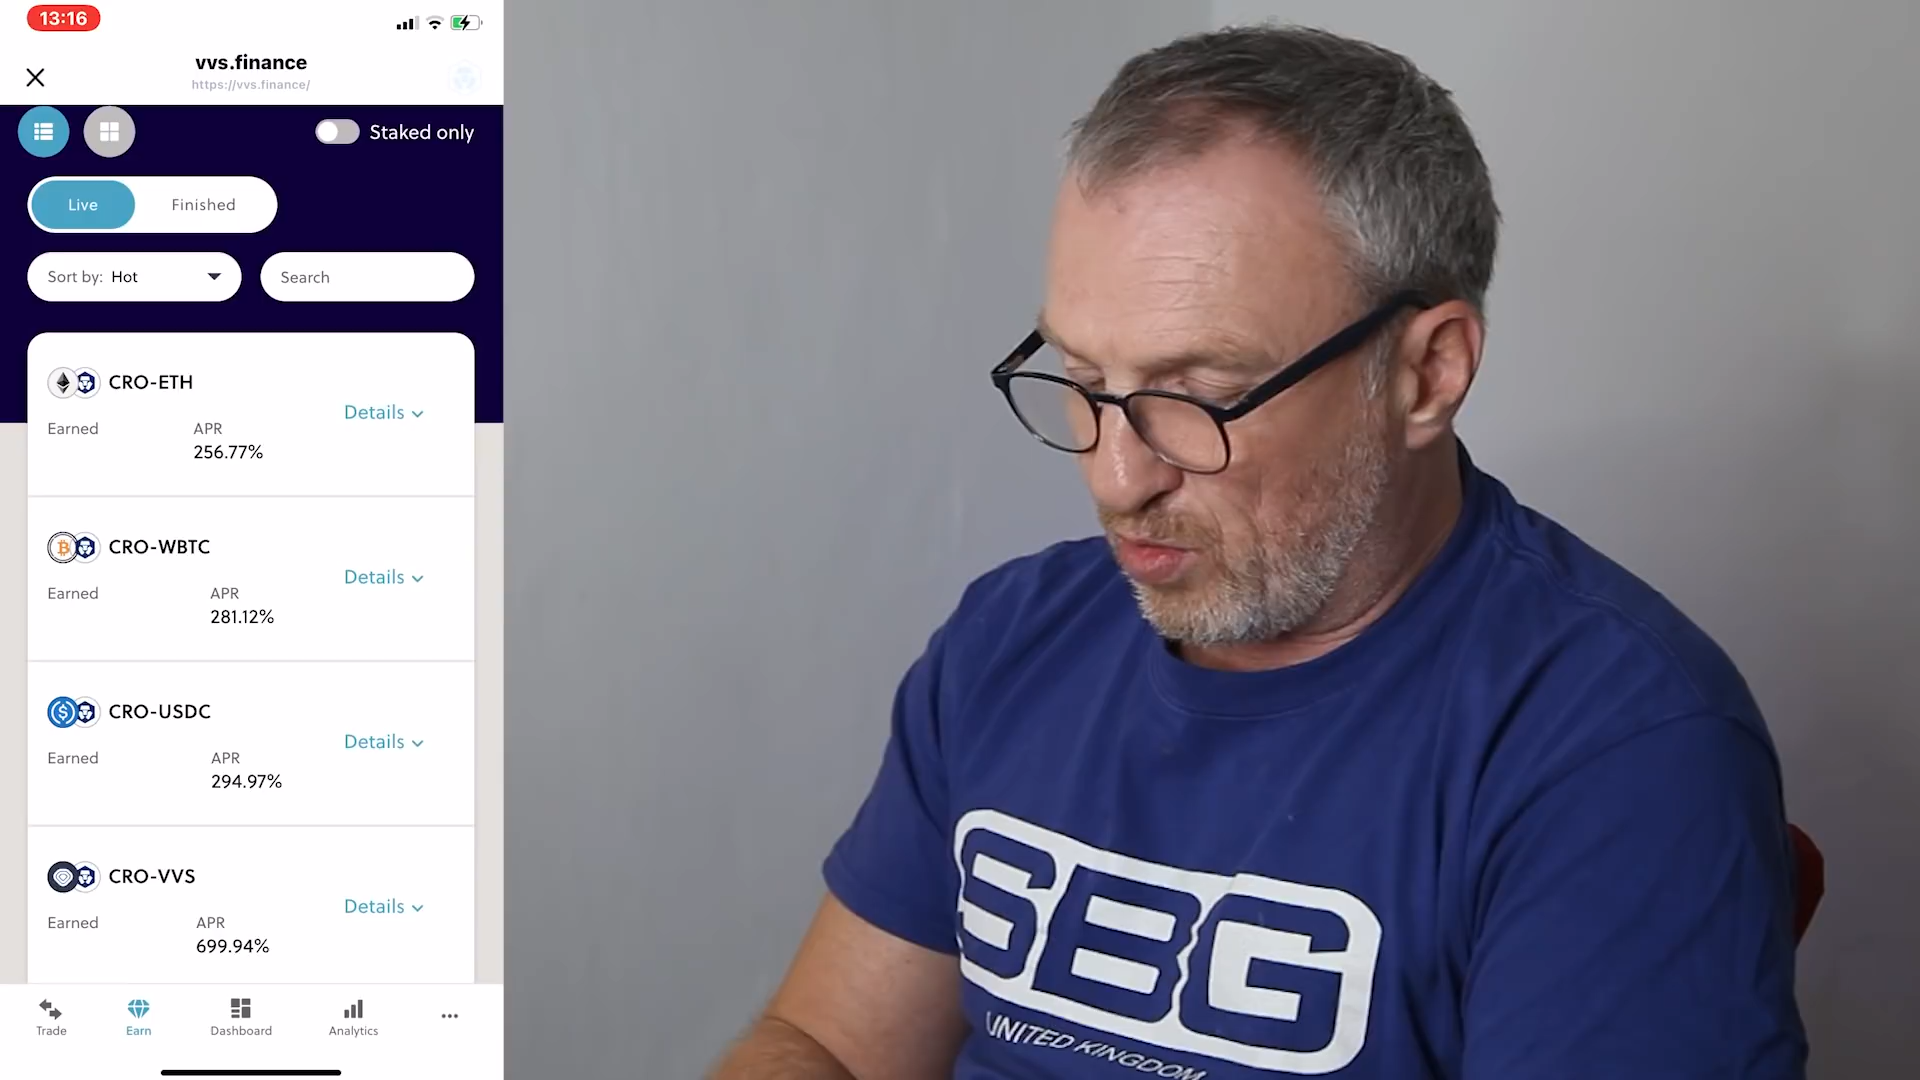 13:16
vvs.finance
https://vvs.finance/
Staked only
Live
Finished
Sort by: Hot
Search
CRO-ETH
Details
Earned
APR
256.77%
CRO-WBTC
Details
Earned
APR
281.12%
CRO-USDC
Details
Earned
APR
294.97%
CRO-VVS
Details
Earned
APR
699.94%
Trade
Earn
Dashboard
Analytics
SBG
UNITED KINGDOM